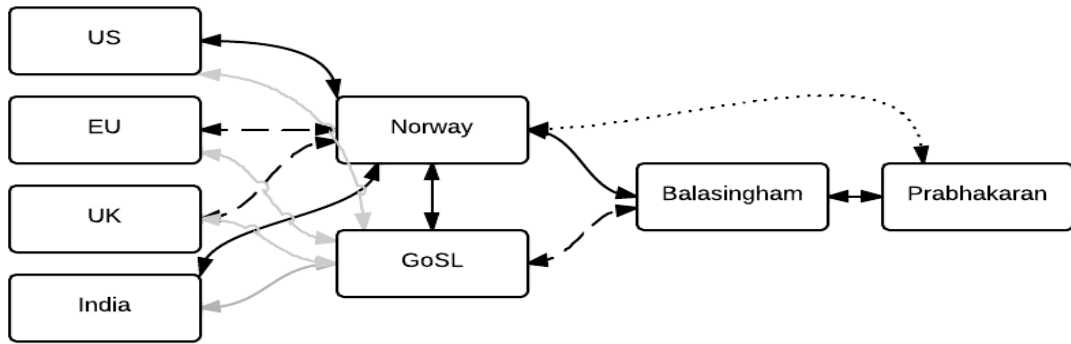 US
EU
UK
India
Norway
GoSL
Balasingham
Prabhakaran